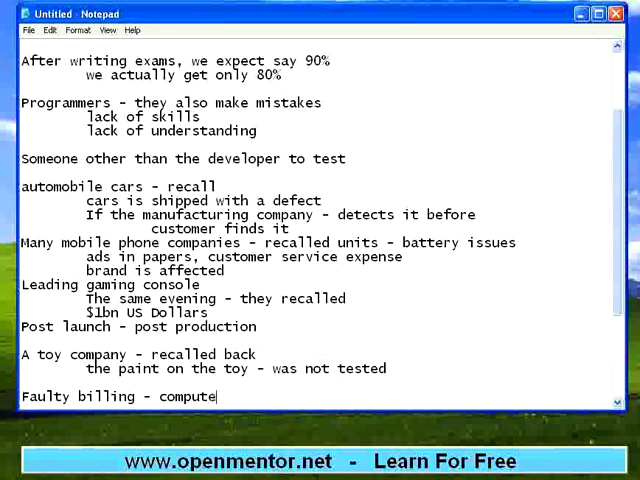 Untitled - Notepad
File Edit Format View Help
After writing exams, we expect say 90%
we actually get only 80%
Programmers - they also make mistakes
lack of skills
lack of understanding
Someone other than the developer to test
automobile cars - recall
cars is shipped with a defect
If the manufacturing company - detects it before
customer finds it
Many mobile phone companies - recalled units - battery issues
ads in papers, customer service expense
brand is affected
Leading gaming console
The same evening - they recalled
$1bn US Dollars
Post launch - post production
A toy company - recalled back
the paint on the toy - was not tested
Faulty billing - compute
www.openmentor.net - Learn For Free